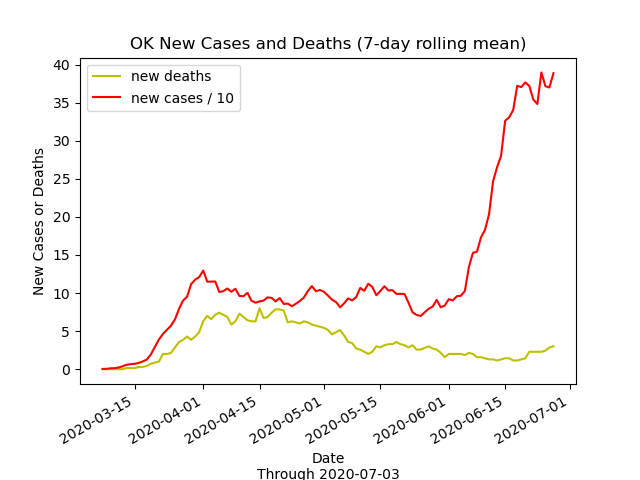 OK New Cases and Deaths (7-day rolling mean)
new deaths
new cases / 10
40
35
30
25
20
15
10
5
0
New Cases or Deaths
2020-03-15
2020-04-01
2020-04-15
2020-05-01
2020-05-15
2020-06-01
2020-06-15
2020-07-01
Date
Through 2020-07-03